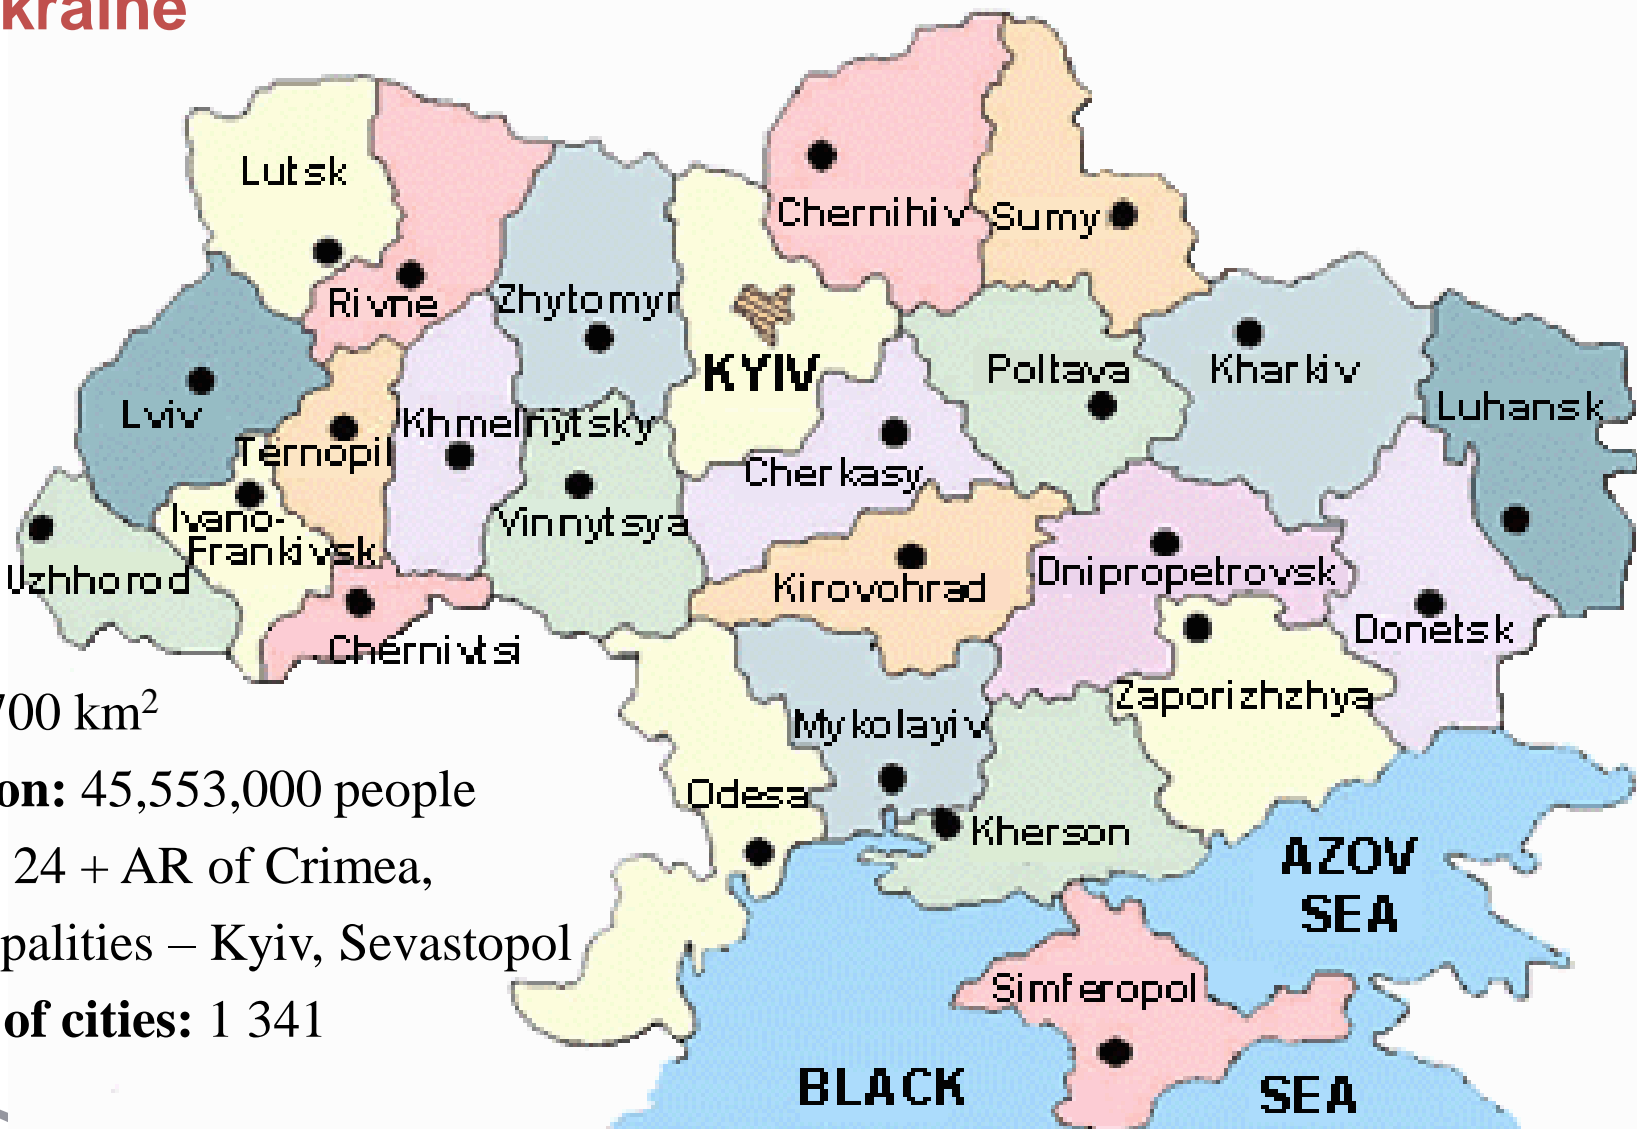 kraine
Lutsk
Chernihiv
Sumy
Rivne
Zhytomyr
KYIV
Poltava
Kharkiv
Lviv
Luhansk
Khmelnytsky
Ternopil
Cherkasy
Ivano-
Frankivsk
Vinnytsya
Uzhhorod
Kirovohrad
Dnipropetrovsk
Donetsk
Chernivtsi
Zaporizhzhya
Mykolayiv
Odesa
Kherson
AZOV
SEA
Simferopol
BLACK
SEA
700 km²
on: 45,553,000 people
24 + AR of Crimea,
palities – Kyiv, Sevastopol
of cities: 1 341